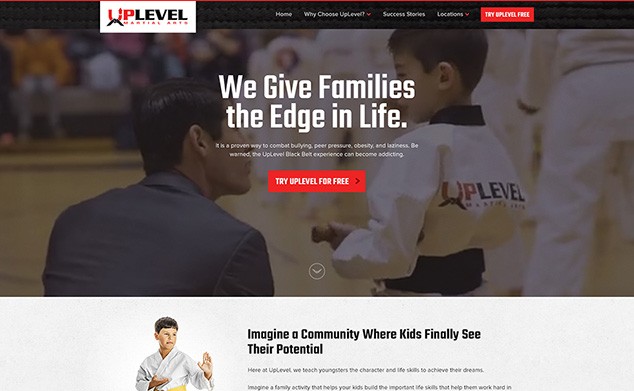 UPLEVEL
MARTIAL ARTS
Home Why Choose UpLevel? Success Stories Locations TRY UPLEVEL FREE
We Give Families
the Edge in Life.
It is a proven way to combat bullying, peer pressure, obesity, and laziness. Be
warned, the UpLevel Black Belt experience can become addicting.
TRY UPLEVEL FOR FREE
UPLEVEL
MARTIAL ARTS
Imagine a Community Where Kids Finally See
Their Potential
Here at UpLevel, we teach youngsters the character and life skills to achieve their dreams.
Imagine a family activity that helps your kids build the important life skills that help them work hard in